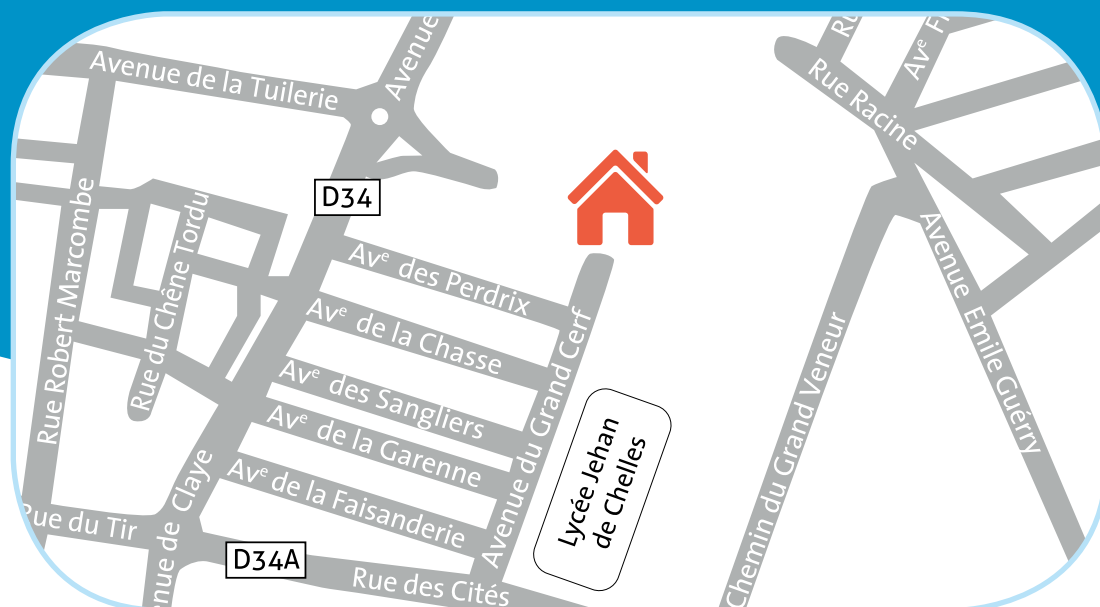 Avenue
Ru
Avᵉ F
Avenue de la Tuilerie
Rue Racine
D34
Rue Robert Marcombe
Rue du Chêne Tordu
Avᵉ des Perdrix
Avᵉ de la Chasse
Avᵉ des Sangliers
Avᵉ de la Garenne
Avᵉ de la Faisanderie
Avenue du Grand Cerf
Lycée Jehan
de Chelles
Chemin du Grand Veneur
Avenue Emile Guérry
Rue du Tir
nue de Claye
D34A
Rue des Cités